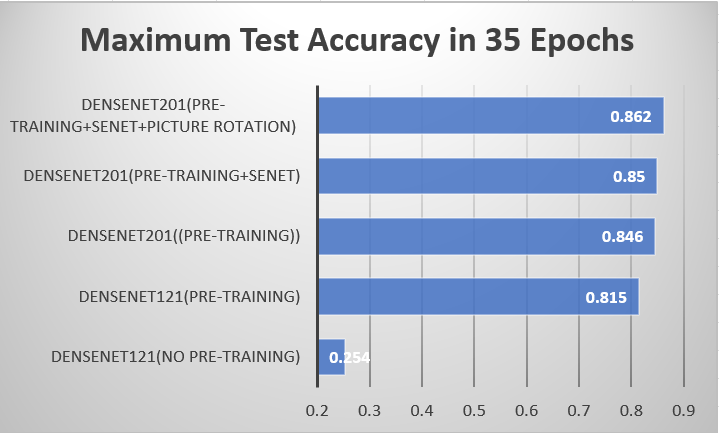 Maximum Test Accuracy in 35 Epochs
DENSENET201(PRE-
TRAINING+SENET+PICTURE ROTATION)
0.862
DENSENET201(PRE-TRAINING+SENET)
0.85
DENSENET201((PRE-TRAINING))
0.846
DENSENET121(PRE-TRAINING)
0.815
DENSENET121(NO PRE-TRAINING)
0.254
0.2 0.3 0.4 0.5 0.6 0.7 0.8 0.9